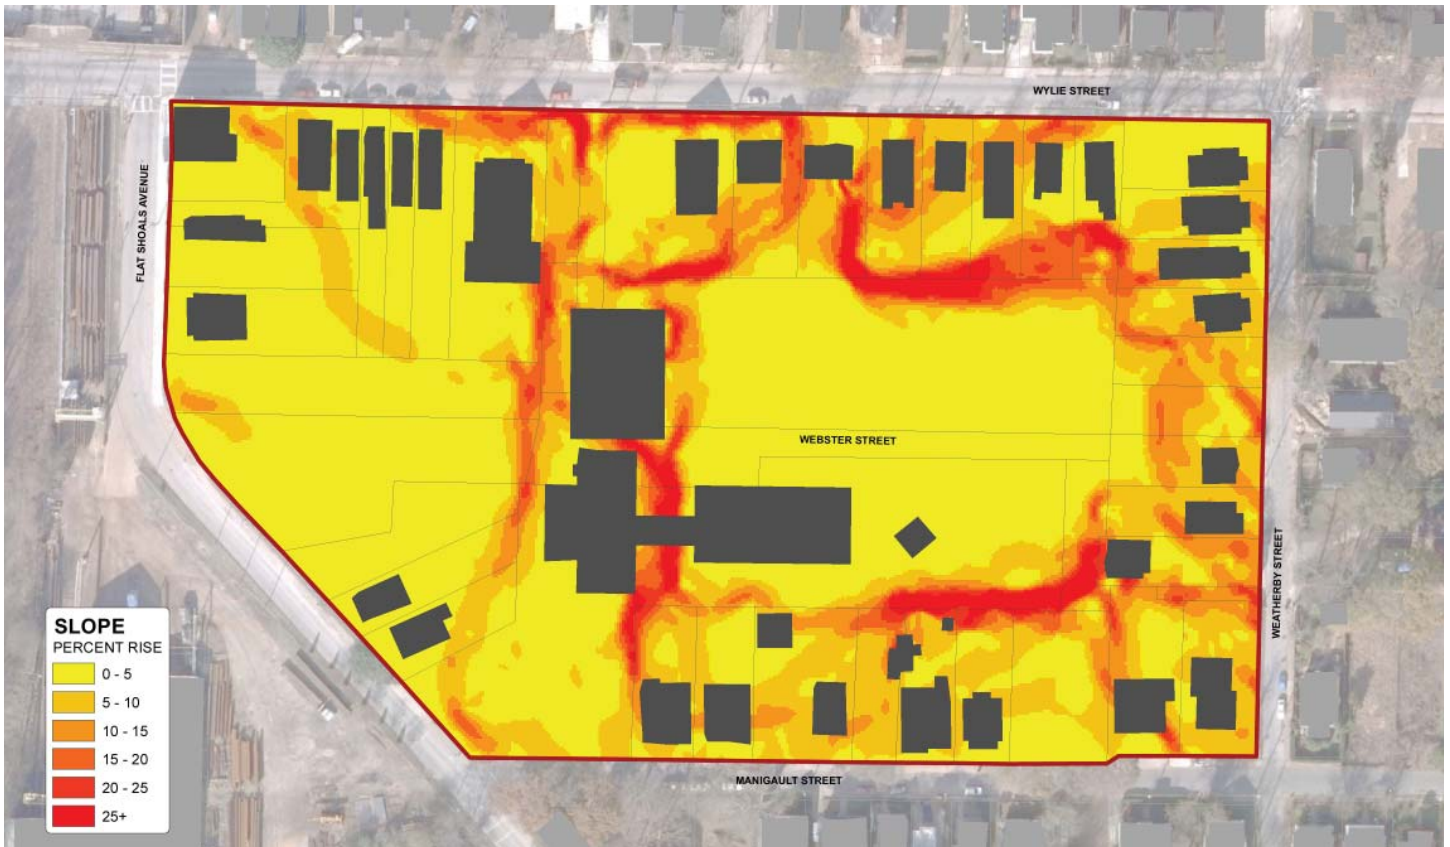 WYLIE STREET
FLAT SHOALS AVENUE
WEBSTER STREET
WEATHERBY STREET
MANIGAULT STREET
SLOPE
PERCENT RISE
0 - 5
5 - 10
10 - 15
15 - 20
20 - 25
25+